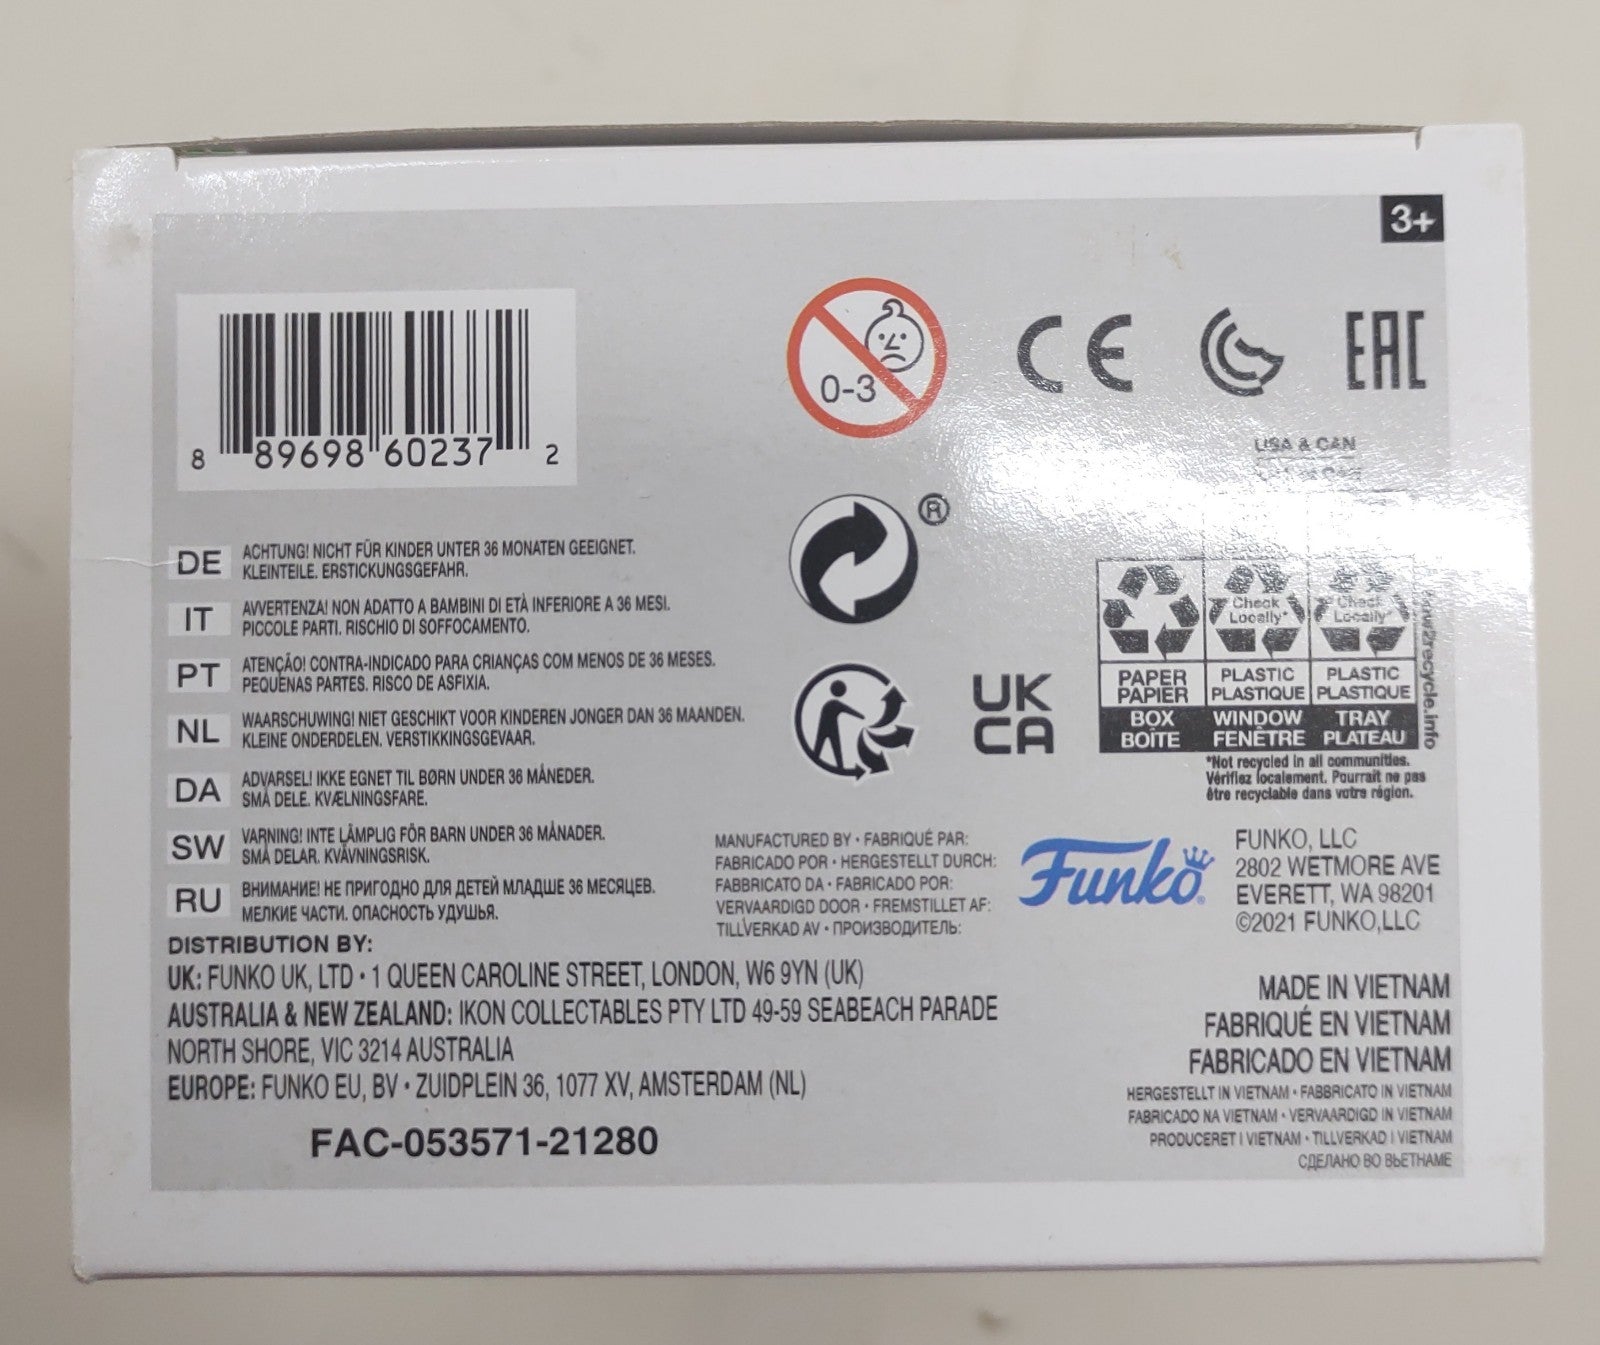 3+
8 89698 60237 2
0-3
CE
EAC
USA & CAN
®
DE ACHTUNG! NICHT FÜR KINDER UNTER 36 MONATEN GEEIGNET.
KLEINTEILE. ERSTICKUNGSGEFAHR.
IT AVVERTENZA! NON ADATTO A BAMBINI DI ETÀ INFERIORE A 36 MESI.
PICCOLE PARTI. RISCHIO DI SOFFOCAMENTO.
PT ATENÇÃO! CONTRA-INDICADO PARA CRIANÇAS COM MENOS DE 36 MESES.
PEQUENAS PARTES. RISCO DE ASFIXIA.
NL WAARSCHUWING! NIET GESCHIKT VOOR KINDEREN JONGER DAN 36 MAANDEN.
KLEINE ONDERDELEN. VERSTIKKINGSGEVAAR.
DA ADVARSEL! IKKE EGNET TIL BØRN UNDER 36 MÅNEDER.
SMÅ DELE. KVÆLNINGSFARE.
SW VARNING! INTE LÄMPLIG FÖR BARN UNDER 36 MÅNADER.
SMÅ DELAR. KVÄVNINGSRISK.
RU ВНИМАНИЕ! НЕ ПРИГОДНО ДЛЯ ДЕТЕЙ МЛАДШЕ 36 МЕСЯЦЕВ.
МЕЛКИЕ ЧАСТИ. ОПАСНОСТЬ УДУШЬЯ.
UK
CA
Check Locally*
Check Locally*
PAPER
PAPIER
PLASTIC
PLASTIQUE
PLASTIC
PLASTIQUE
BOX
BOÎTE
WINDOW
FENÊTRE
TRAY
PLATEAU
how2recycle.info
*Not recycled in all communities.
Vérifiez localement. Pourrait ne pas
être recyclable dans votre région.
MANUFACTURED BY • FABRIQUÉ PAR:
FABRICADO POR • HERGESTELLT DURCH:
FABBRICATO DA • FABRICADO POR:
VERVAARDIGD DOOR • FREMSTILLET AF:
TILLVERKAD AV • ПРОИЗВОДИТЕЛЬ:
Funko®
FUNKO, LLC
2802 WETMORE AVE
EVERETT, WA 98201
©2021 FUNKO,LLC
DISTRIBUTION BY:
UK: FUNKO UK, LTD • 1 QUEEN CAROLINE STREET, LONDON, W6 9YN (UK)
AUSTRALIA & NEW ZEALAND: IKON COLLECTABLES PTY LTD 49-59 SEABEACH PARADE
NORTH SHORE, VIC 3214 AUSTRALIA
EUROPE: FUNKO EU, BV • ZUIDPLEIN 36, 1077 XV, AMSTERDAM (NL)
FAC-053571-21280
MADE IN VIETNAM
FABRIQUÉ EN VIETNAM
FABRICADO EN VIETNAM
HERGESTELLT IN VIETNAM • FABBRICATO IN VIETNAM
FABRICADO NA VIETNAM • VERVAARDIGD IN VIETNAM
PRODUCERET I VIETNAM • TILLVERKAD I VIETNAM
СДЕЛАНО ВО ВЬЕТНАМЕ